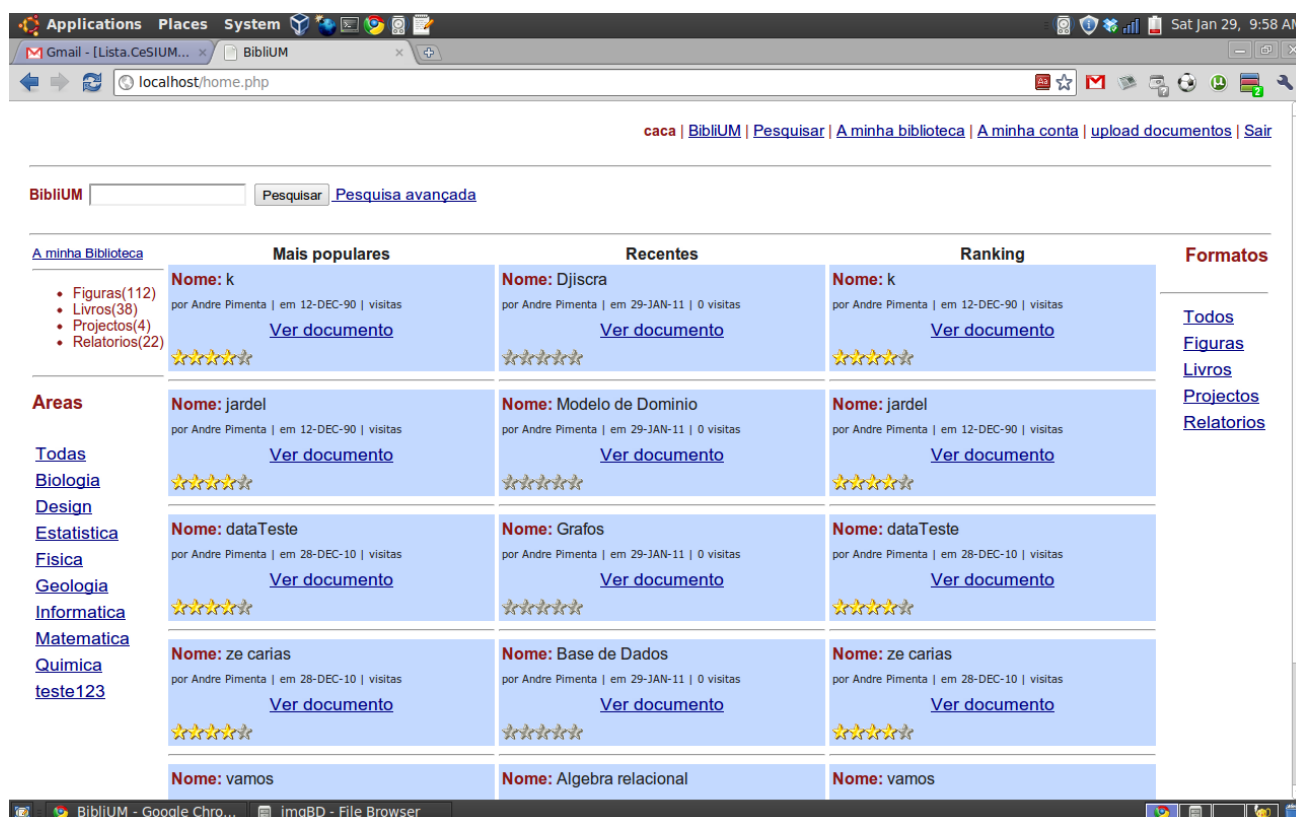 Applications Places System
Sat Jan 29, 9:58 AM
Gmail - [Lista.CeSIUM...
BibliUM
localhost/home.php
caca | BibliUM | Pesquisar | A minha biblioteca | A minha conta | upload documentos | Sair
BibliUM Pesquisar Pesquisa avançada
A minha Biblioteca
Figuras(112)
Livros(38)
Projectos(4)
Relatorios(22)
Areas
Todas
Biologia
Design
Estatistica
Fisica
Geologia
Informatica
Matematica
Quimica
teste123
Mais populares
Nome: k
por Andre Pimenta | em 12-DEC-90 | visitas
Ver documento
Nome: jardel
por Andre Pimenta | em 12-DEC-90 | visitas
Ver documento
Nome: dataTeste
por Andre Pimenta | em 28-DEC-10 | visitas
Ver documento
Nome: ze carias
por Andre Pimenta | em 28-DEC-10 | visitas
Ver documento
Nome: vamos
Recentes
Nome: Djiscra
por Andre Pimenta | em 29-JAN-11 | 0 visitas
Ver documento
Nome: Modelo de Dominio
por Andre Pimenta | em 29-JAN-11 | 0 visitas
Ver documento
Nome: Grafos
por Andre Pimenta | em 29-JAN-11 | 0 visitas
Ver documento
Nome: Base de Dados
por Andre Pimenta | em 29-JAN-11 | 0 visitas
Ver documento
Nome: Algebra relacional
Ranking
Nome: k
por Andre Pimenta | em 12-DEC-90 | visitas
Ver documento
Nome: jardel
por Andre Pimenta | em 12-DEC-90 | visitas
Ver documento
Nome: dataTeste
por Andre Pimenta | em 28-DEC-10 | visitas
Ver documento
Nome: ze carias
por Andre Pimenta | em 28-DEC-10 | visitas
Ver documento
Nome: vamos
Formatos
Todos
Figuras
Livros
Projectos
Relatorios
BibliUM - Google Chro...
imgBD - File Browser